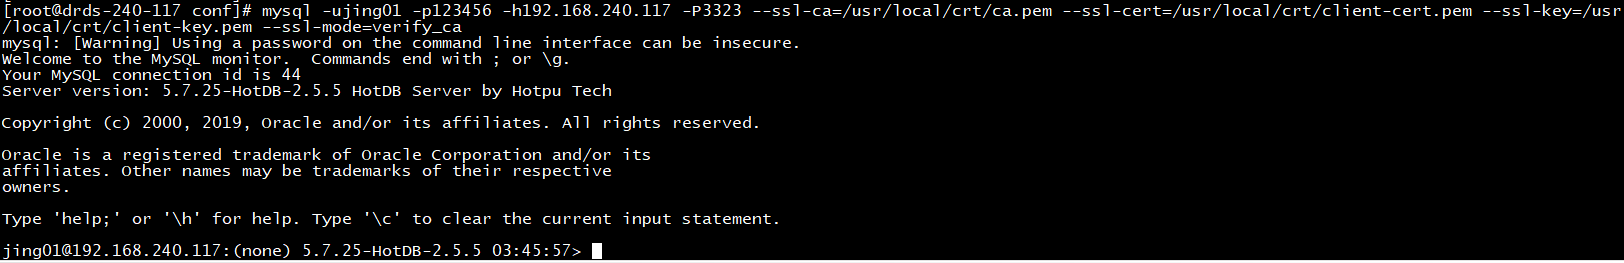 [root@drds-240-117 conf]# mysql -ujing01 -p123456 -h192.168.240.117 -P3323 --ssl-ca=/usr/local/crt/ca.pem --ssl-cert=/usr/local/crt/client-cert.pem --ssl-key=/usr
/local/crt/client-key.pem --ssl-mode=verify_ca
mysql: [Warning] Using a password on the command line interface can be insecure.
Welcome to the MySQL monitor.  Commands end with ; or \g.
Your MySQL connection id is 44
Server version: 5.7.25-HotDB-2.5.5 HotDB Server by Hotpu Tech
Copyright (c) 2000, 2019, Oracle and/or its affiliates. All rights reserved.
Oracle is a registered trademark of Oracle Corporation and/or its
affiliates. Other names may be trademarks of their respective
owners.
Type 'help;' or '\h' for help. Type '\c' to clear the current input statement.
jing01@192.168.240.117:(none) 5.7.25-HotDB-2.5.5 03:45:57>